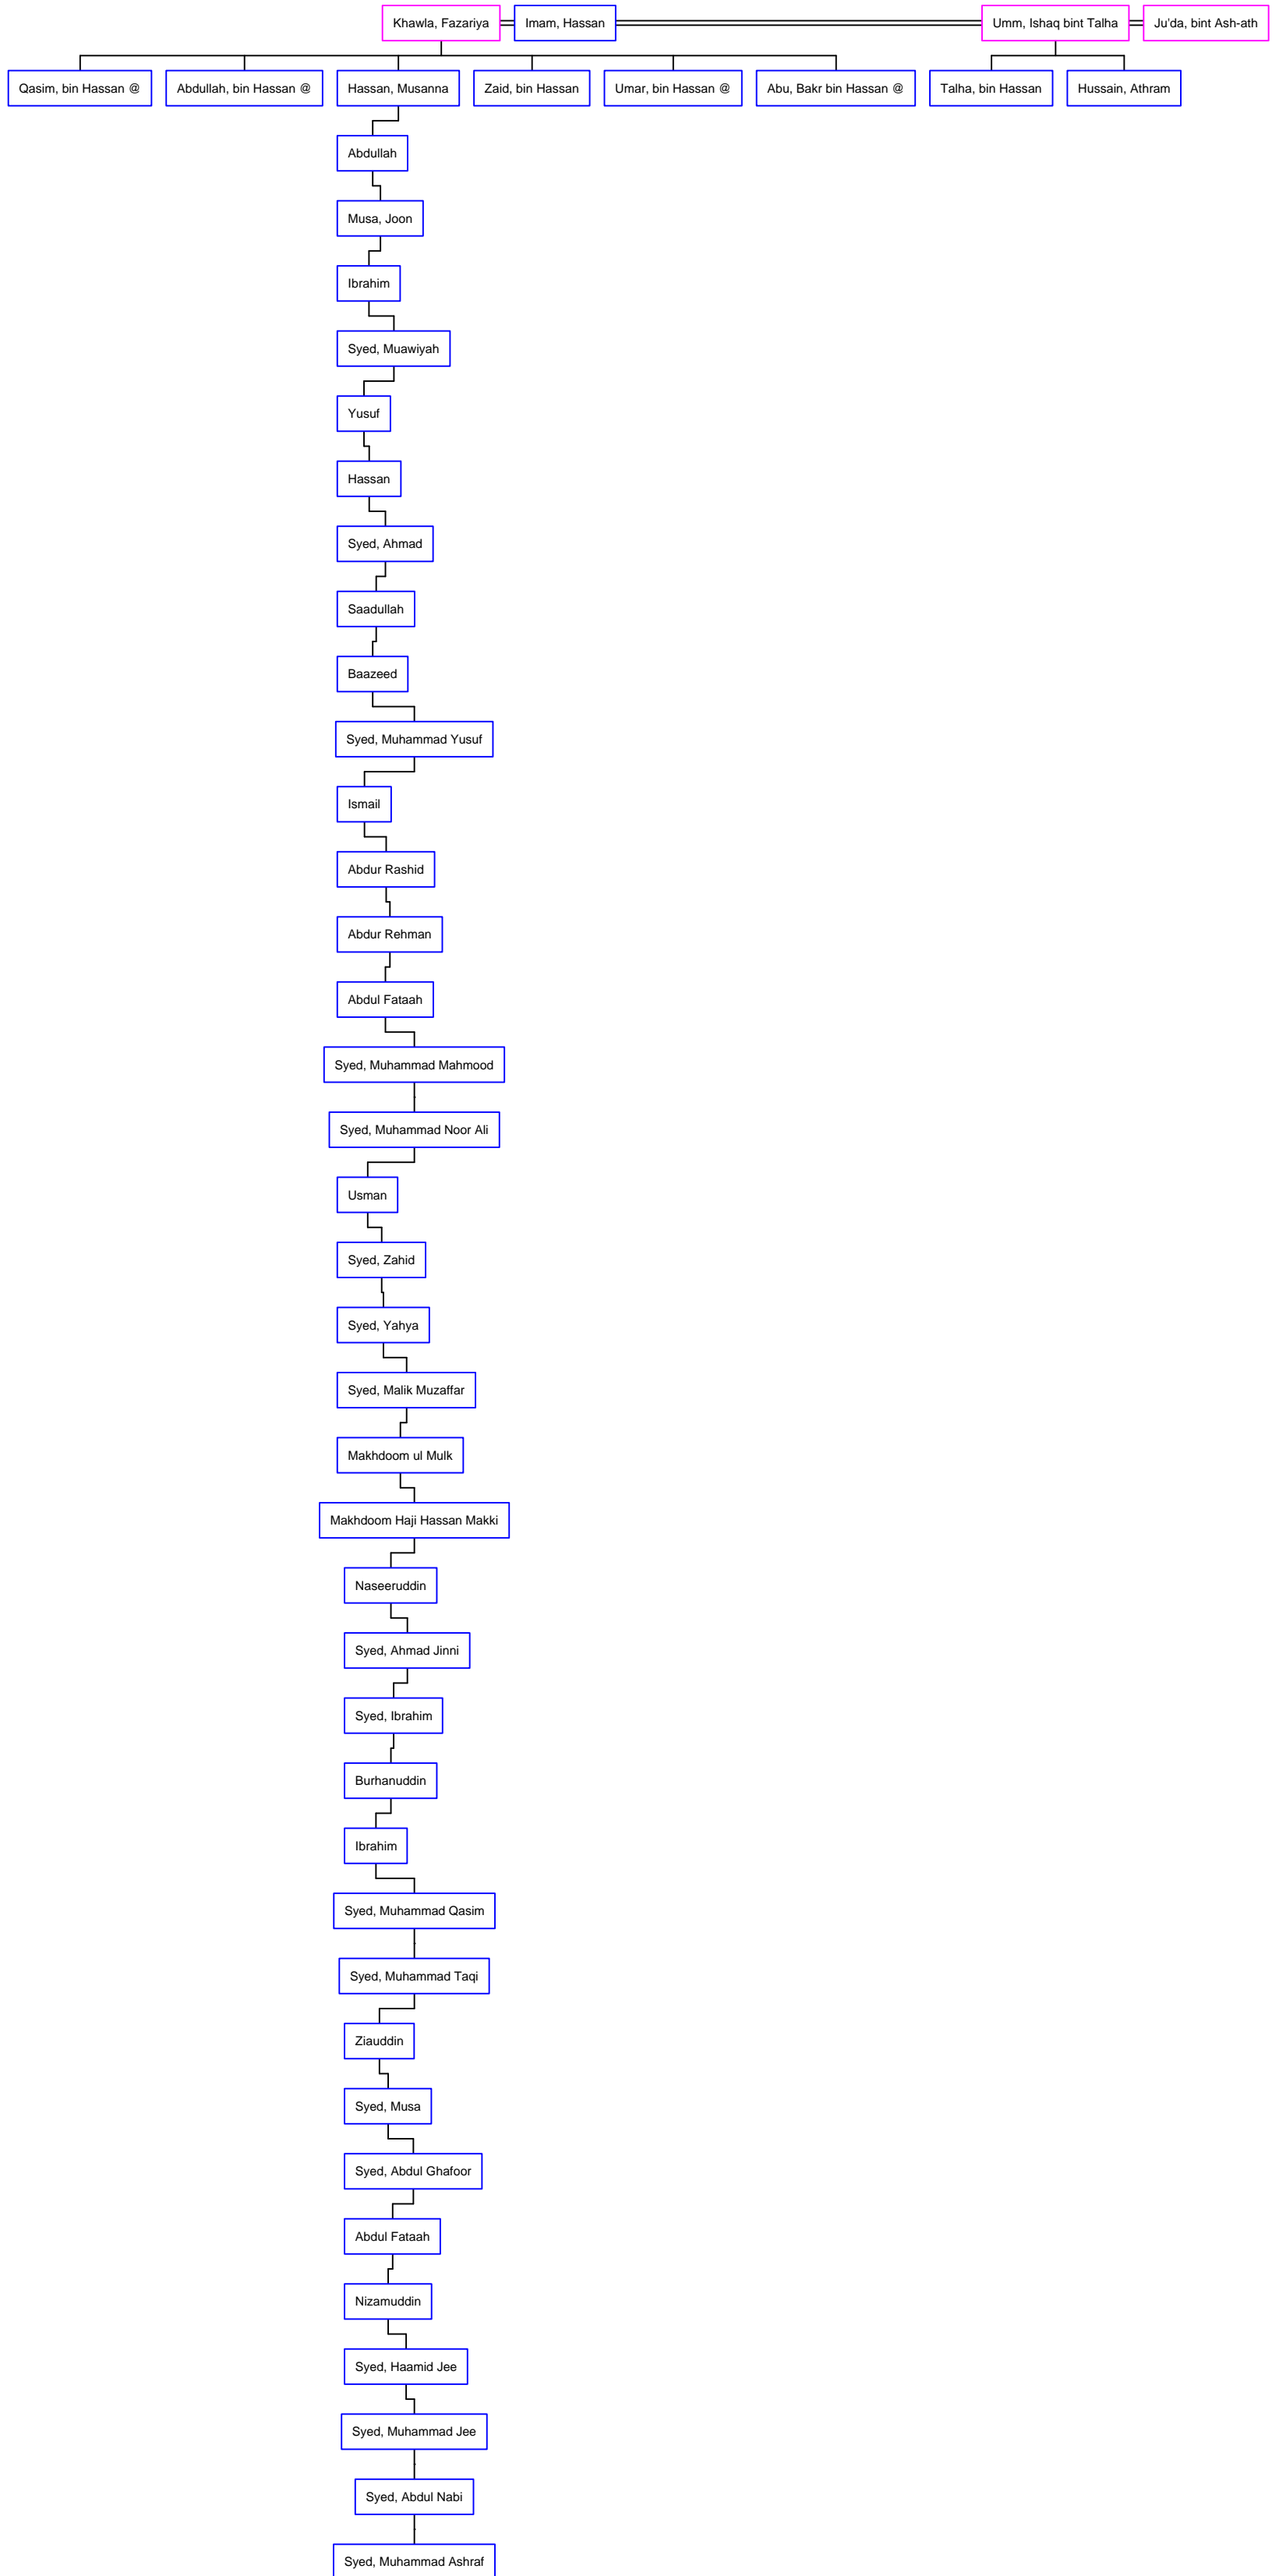 Khawla, Fazariya
Imam, Hassan
Umm, Ishaq bint Talha
Ju'da, bint Ash-ath
Qasim, bin Hassan @
Abdullah, bin Hassan @
Hassan, Musanna
Zaid, bin Hassan
Umar, bin Hassan @
Abu, Bakr bin Hassan @
Talha, bin Hassan
Hussain, Athram
Abdullah
Musa, Joon
Ibrahim
Syed, Muawiyah
Yusuf
Hassan
Syed, Ahmad
Saadullah
Baazeed
Syed, Muhammad Yusuf
Ismail
Abdur Rashid
Abdur Rehman
Abdul Fataah
Syed, Muhammad Mahmood
Syed, Muhammad Noor Ali
Usman
Syed, Zahid
Syed, Yahya
Syed, Malik Muzaffar
Makhdoom ul Mulk
Makhdoom Haji Hassan Makki
Naseeruddin
Syed, Ahmad Jinni
Syed, Ibrahim
Burhanuddin
Ibrahim
Syed, Muhammad Qasim
Syed, Muhammad Taqi
Ziauddin
Syed, Musa
Syed, Abdul Ghafoor
Abdul Fataah
Nizamuddin
Syed, Haamid Jee
Syed, Muhammad Jee
Syed, Abdul Nabi
Syed, Muhammad Ashraf